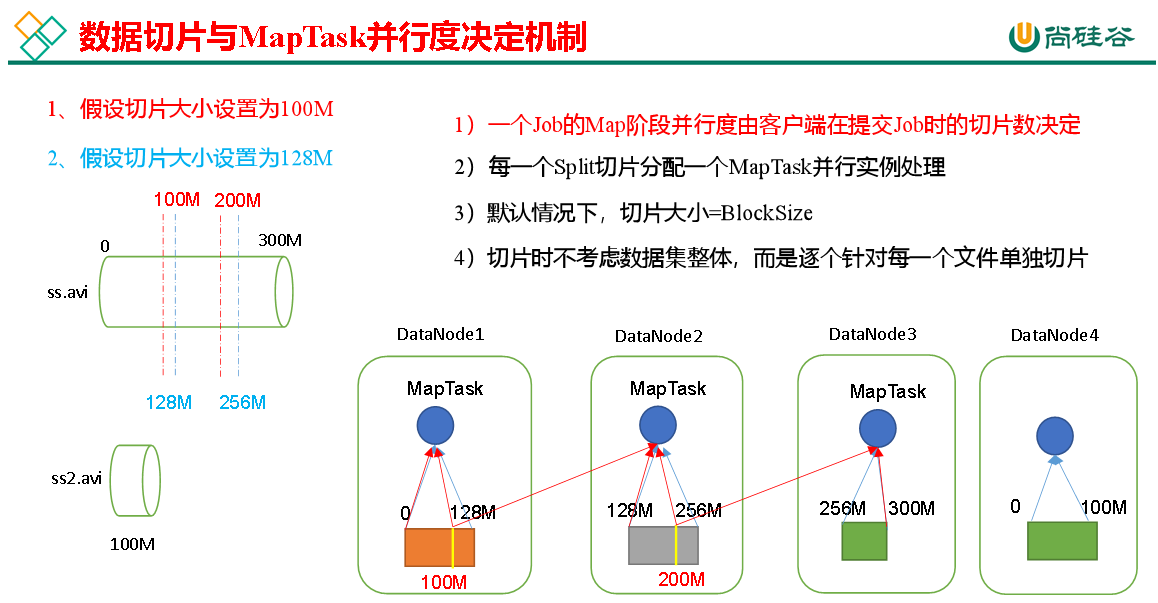 数据切片与MapTask并行度决定机制
尚硅谷
1、假设切片大小设置为100M
2、假设切片大小设置为128M
1）一个Job的Map阶段并行度由客户端在提交Job时的切片数决定
2）每一个Split切片分配一个MapTask并行实例处理
3）默认情况下，切片大小=BlockSize
4）切片时不考虑数据集整体，而是逐个针对每一个文件单独切片
100M 200M
0 300M
ss.avi
128M 256M
ss2.avi
100M
DataNode1
MapTask
0 128M
100M
DataNode2
MapTask
128M 256M
200M
DataNode3
MapTask
256M 300M
DataNode4
0 100M